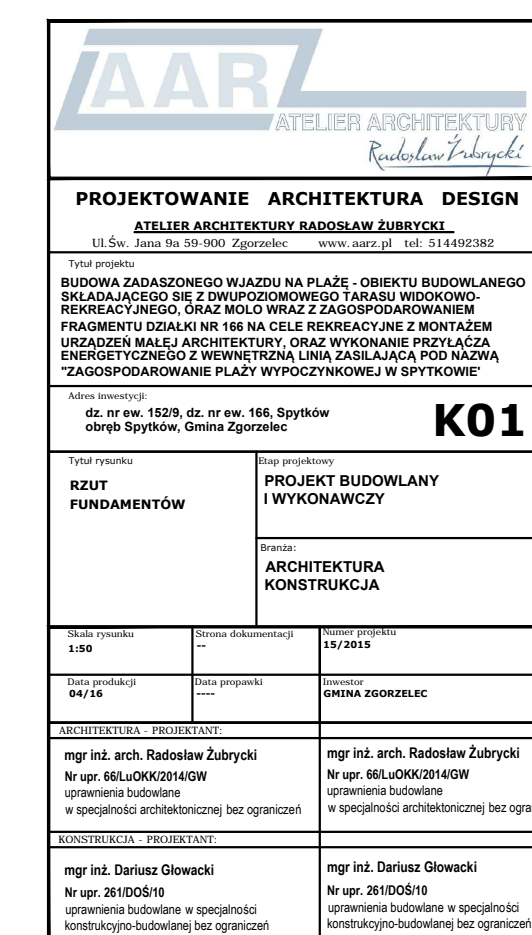 AARZ
ATELIER ARCHITEKTURY
Radosław Żubrycki
PROJEKTOWANIE ARCHITEKTURA DESIGN
ATELIER ARCHITEKTURY RADOSŁAW ŻUBRYCKI
Ul.Św. Jana 9a 59-900 Zgorzelec www.aarz.pl tel: 514492382
Tytuł projektu
BUDOWA ZADASZONEGO WJAZDU NA PLAŻĘ - OBIEKTU BUDOWLANEGO
SKŁADAJĄCEGO SIĘ Z DWUPOZIOMOWEGO TARASU WIDOKOWO-
REKREACYJNEGO, ORAZ MOLO WRAZ Z ZAGOSPODAROWANIEM
FRAGMENTU DZIAŁKI NR 166 NA CELE REKREACYJNE Z MONTAŻEM
URZĄDZEŃ MAŁEJ ARCHITEKTURY, ORAZ WYKONANIE PRZYŁĄCZA
ENERGETYCZNEGO Z WEWNĘTRZNĄ LINIĄ ZASILAJĄCĄ POD NAZWĄ
"ZAGOSPODAROWANIE PLAŻY WYPOCZYNKOWEJ W SPYTKOWIE'
Adres inwestycji:
dz. nr ew. 152/9, dz. nr ew. 166, Spytków
obręb Spytków, Gmina Zgorzelec
K01
Tytuł rysunku
RZUT
FUNDAMENTÓW
Etap projektowy
PROJEKT BUDOWLANY
I WYKONAWCZY
Branża:
ARCHITEKTURA
KONSTRUKCJA
Skala rysunku
1:50
Strona dokumentacji
--
Numer projektu
15/2015
Data produkcji
04/16
Data propawki
----
Inwestor
GMINA ZGORZELEC
ARCHITEKTURA - PROJEKTANT:
mgr inż. arch. Radosław Żubrycki
Nr upr. 66/LuOKK/2014/GW
uprawnienia budowlane
w specjalności architektonicznej bez ograniczeń
mgr inż. arch. Radosław Żubrycki
Nr upr. 66/LuOKK/2014/GW
uprawnienia budowlane
w specjalności architektonicznej bez ogra
KONSTRUKCJA - PROJEKTANT:
mgr inż. Dariusz Głowacki
Nr upr. 261/DOŚ/10
uprawnienia budowlane w specjalności
konstrukcyjno-budowlanej bez ograniczeń
mgr inż. Dariusz Głowacki
Nr upr. 261/DOŚ/10
uprawnienia budowlane w specjalności
konstrukcyjno-budowlanej bez ograniczeń